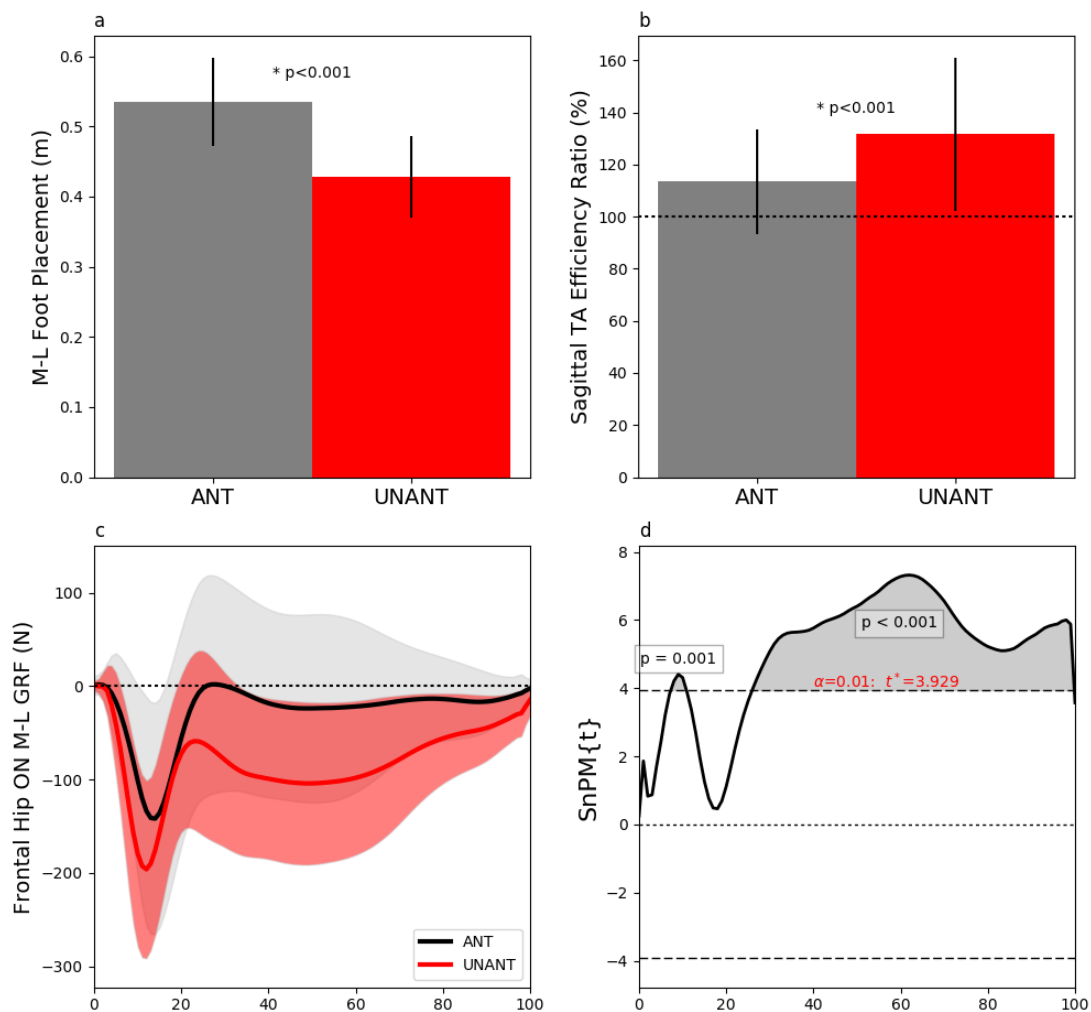 a
M-L Foot Placement (m)
0.6
0.5
0.4
0.3
0.2
0.1
0.0
* p<0.001
ANT
UNANT
b
Sagittal TA Efficiency Ratio (%)
160
140
120
100
80
60
40
20
0
* p<0.001
ANT
UNANT
c
Frontal Hip ON M-L GRF (N)
100
0
−100
−200
−300
ANT
UNANT
0
20
40
60
80
100
d
SnPM{t}
8
6
4
2
0
−2
−4
p < 0.001
p = 0.001
α=0.01: t*=3.929
0
20
40
60
80
100